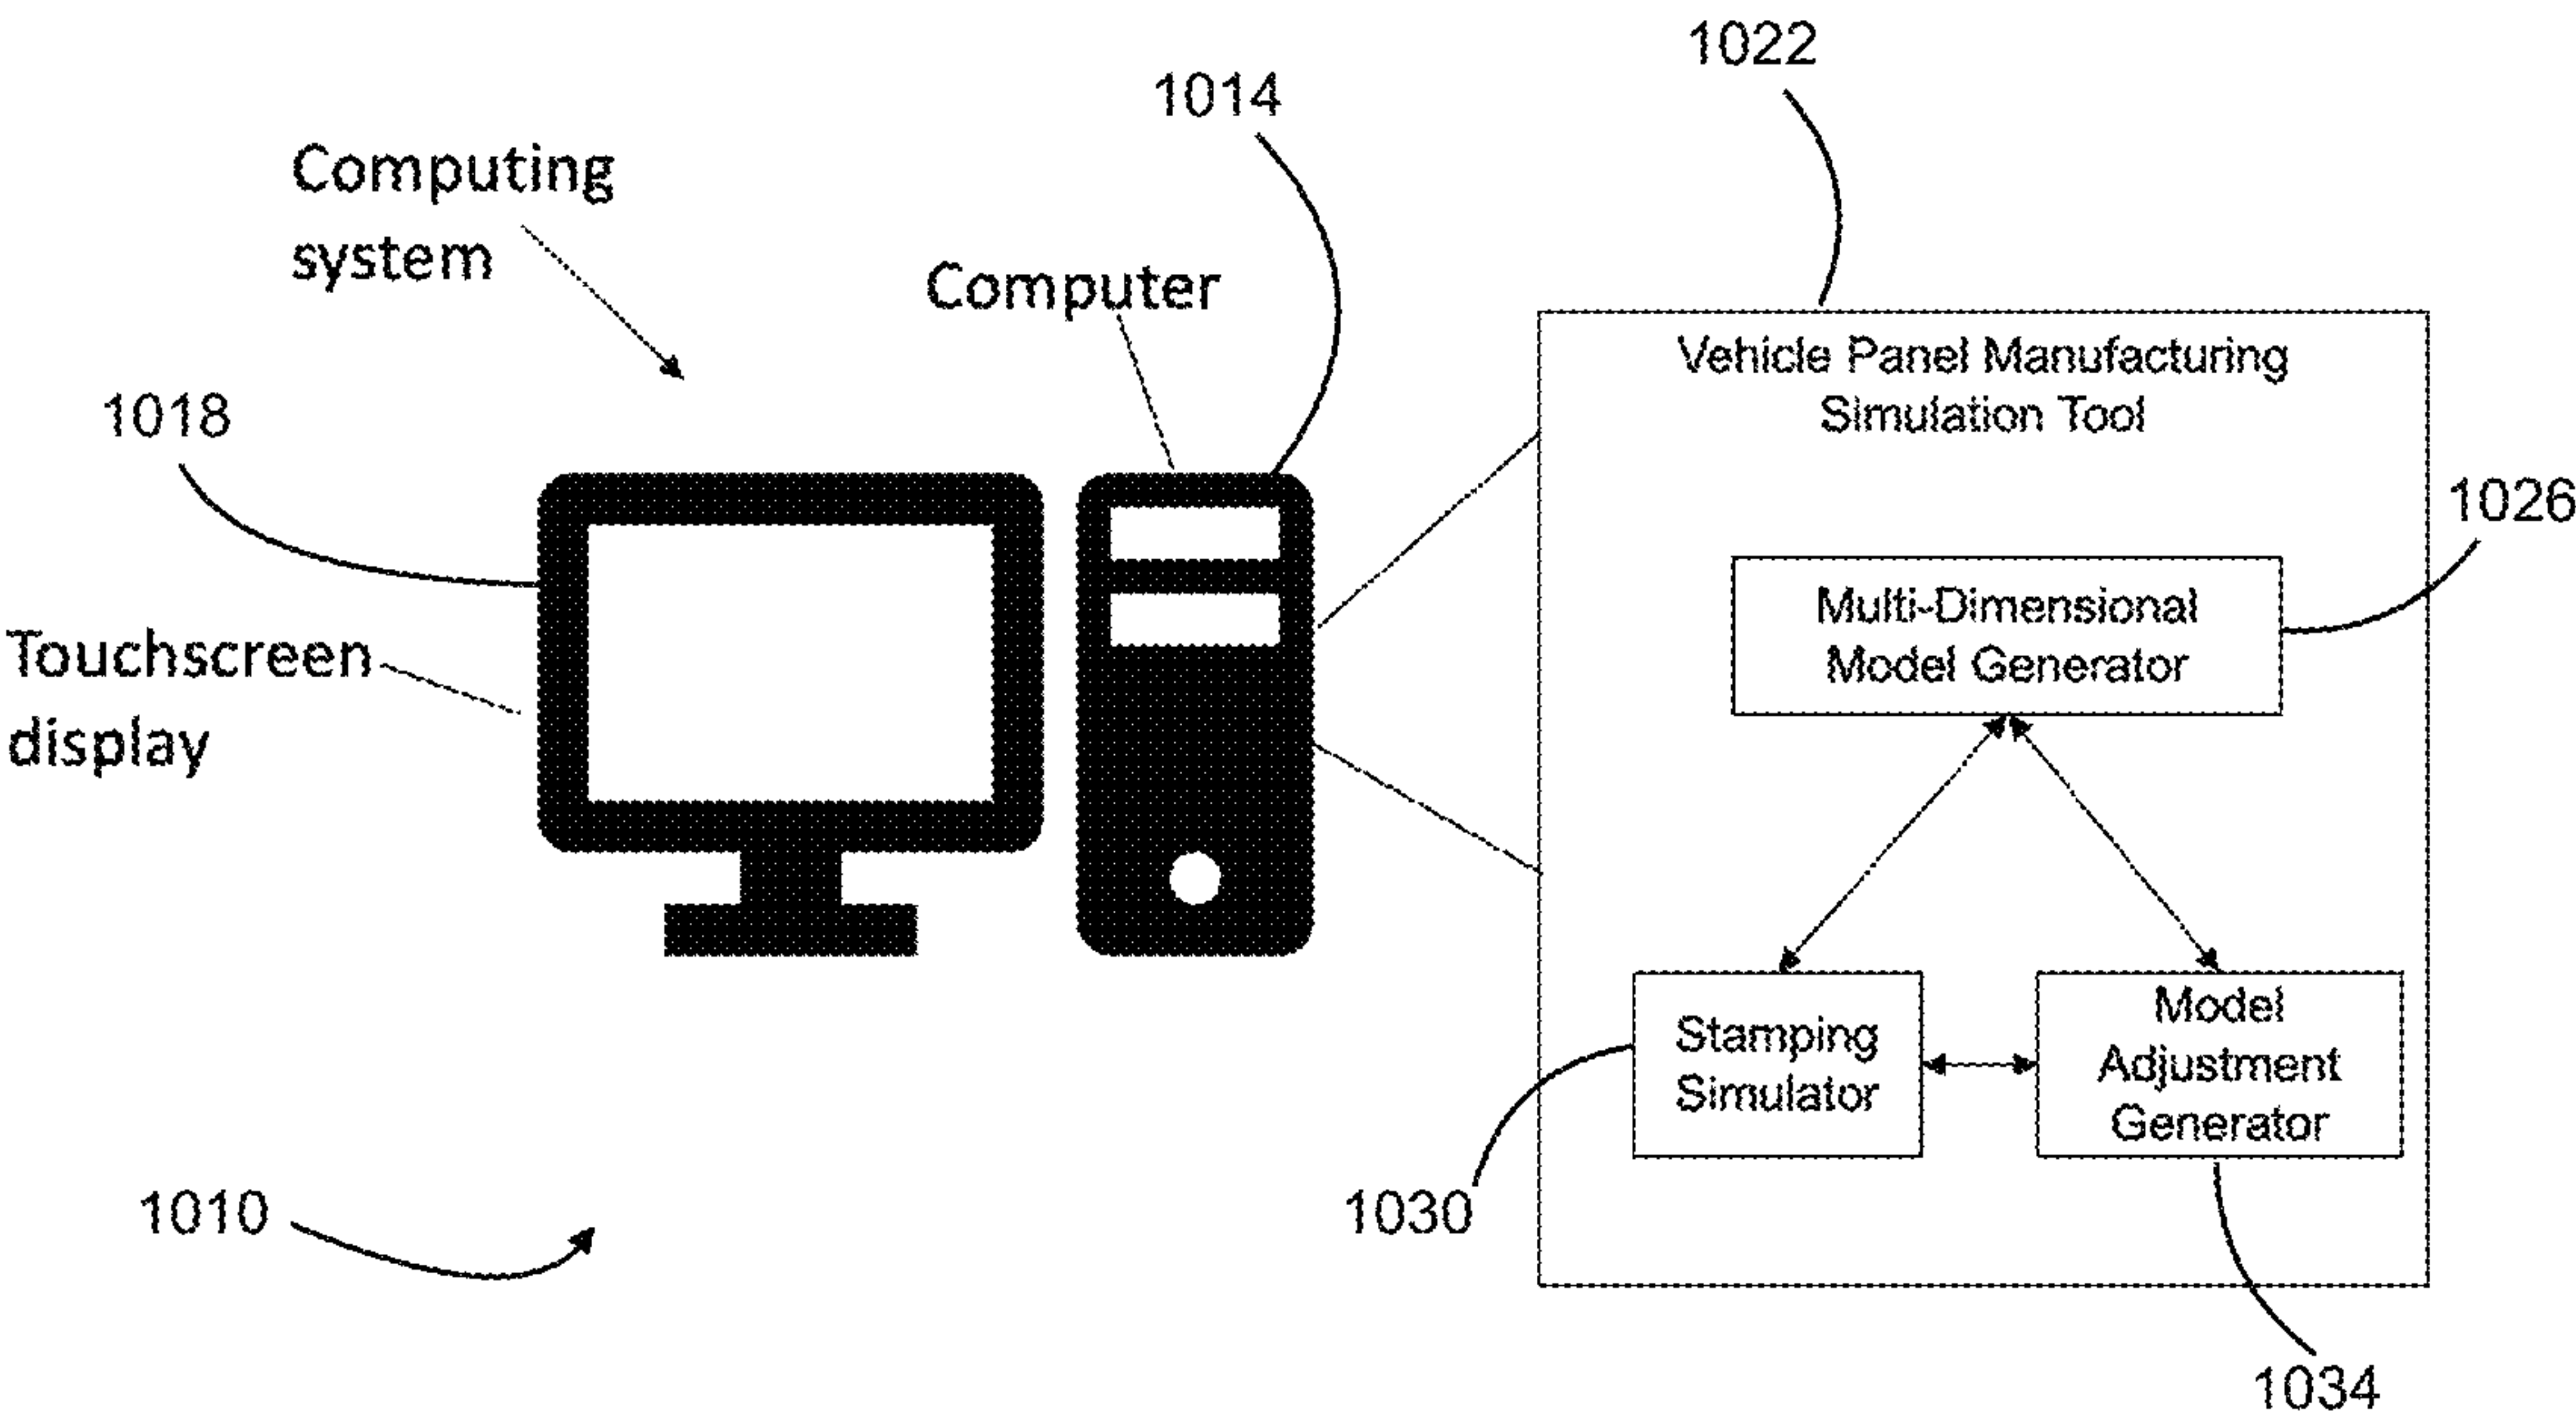 1022
1014
Computing
system
Computer
Vehicle Panel Manufacturing
Simulation Tool
1018
1026
Multi-Dimensional
Model Generator
Touchscreen
display
Stamping
Simulator
Model
Adjustment
Generator
1010
1030
1034